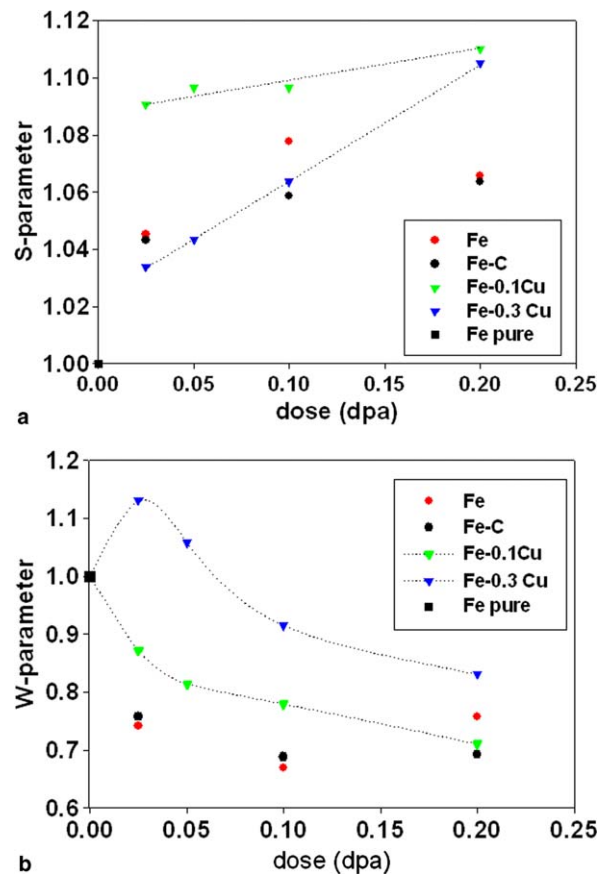 1.12
1.10
1.08
1.06
1.04
1.02
1.00
S-parameter
Fe
Fe-C
Fe-0.1Cu
Fe-0.3 Cu
Fe pure
0.00 0.05 0.10 0.15 0.20 0.25
dose (dpa)
a
1.2
1.1
1.0
0.9
0.8
0.7
0.6
W-parameter
Fe
Fe-C
Fe-0.1Cu
Fe-0.3 Cu
Fe pure
0.00 0.05 0.10 0.15 0.20 0.25
dose (dpa)
b